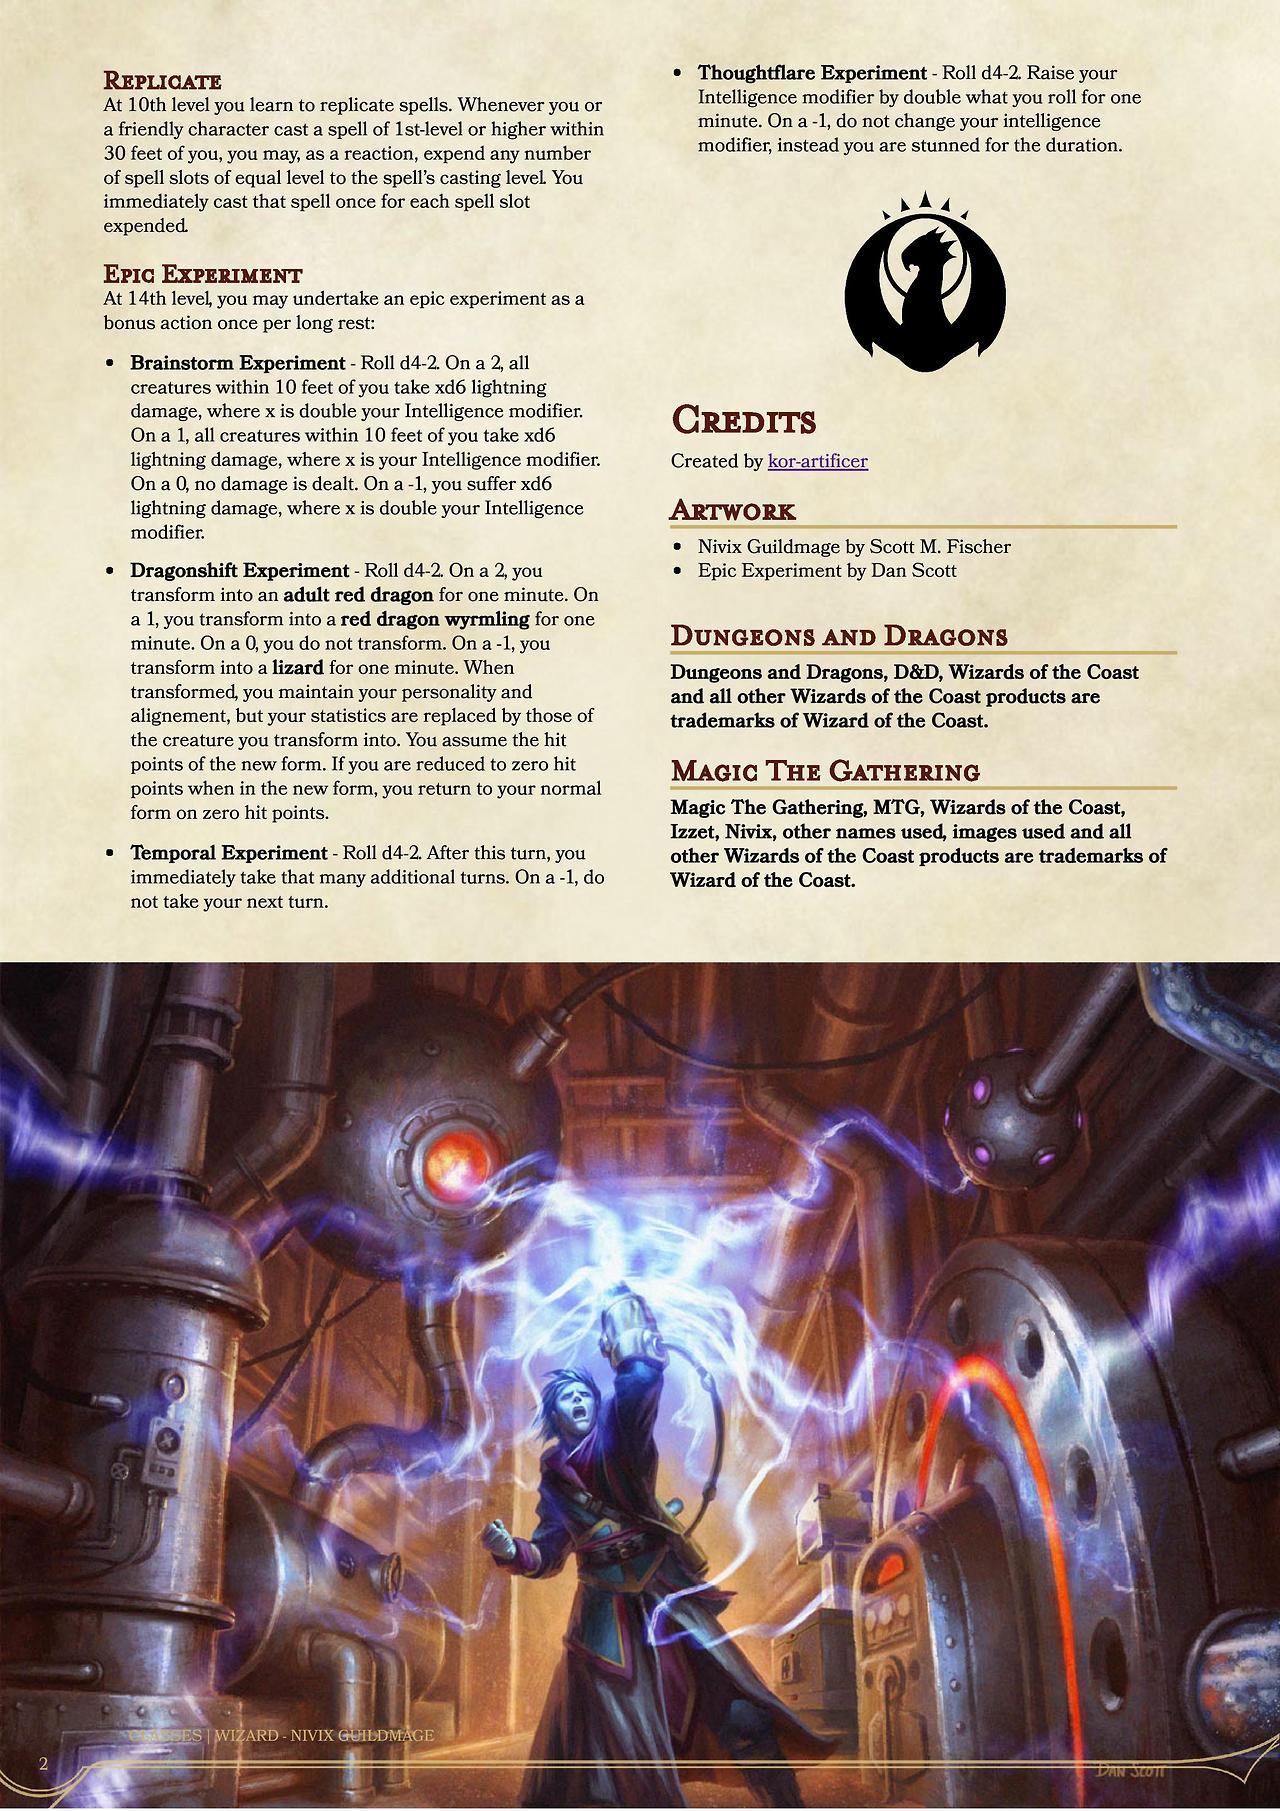 Replicate
At 10th level you learn to replicate spells. Whenever you or
a friendly character cast a spell of 1st-level or higher within
30 feet of you, you may, as a reaction, expend any number
of spell slots of equal level to the spell's casting level. You
immediately cast that spell once for each spell slot
expended.
Epic Experiment
At 14th level, you may undertake an epic experiment as a
bonus action once per long rest:
• Brainstorm Experiment - Roll d4-2. On a 2, all
creatures within 10 feet of you take xd6 lightning
damage, where x is double your Intelligence modifier.
On a 1, all creatures within 10 feet of you take xd6
lightning damage, where x is your Intelligence modifier.
On a 0, no damage is dealt. On a -1, you suffer xd6
lightning damage, where x is double your Intelligence
modifier.
• Dragonshift Experiment - Roll d4-2. On a 2, you
transform into an adult red dragon for one minute. On
a 1, you transform into a red dragon wyrmling for one
minute. On a 0, you do not transform. On a -1, you
transform into a lizard for one minute. When
transformed, you maintain your personality and
alignement, but your statistics are replaced by those of
the creature you transform into. You assume the hit
points of the new form. If you are reduced to zero hit
points when in the new form, you return to your normal
form on zero hit points.
• Temporal Experiment - Roll d4-2. After this turn, you
immediately take that many additional turns. On a -1, do
not take your next turn.
• Thoughtflare Experiment - Roll d4-2. Raise your
Intelligence modifier by double what you roll for one
minute. On a -1, do not change your intelligence
modifier, instead you are stunned for the duration.
Credits
Created by kor-artificer
Artwork
• Nivix Guildmage by Scott M. Fischer
• Epic Experiment by Dan Scott
Dungeons and Dragons
Dungeons and Dragons, D&D, Wizards of the Coast
and all other Wizards of the Coast products are
trademarks of Wizard of the Coast.
Magic The Gathering
Magic The Gathering, MTG, Wizards of the Coast,
Izzet, Nivix, other names used, images used and all
other Wizards of the Coast products are trademarks of
Wizard of the Coast.
CLASSES | WIZARD - NIVIX GUILDMAGE
2
DAN SCOTT